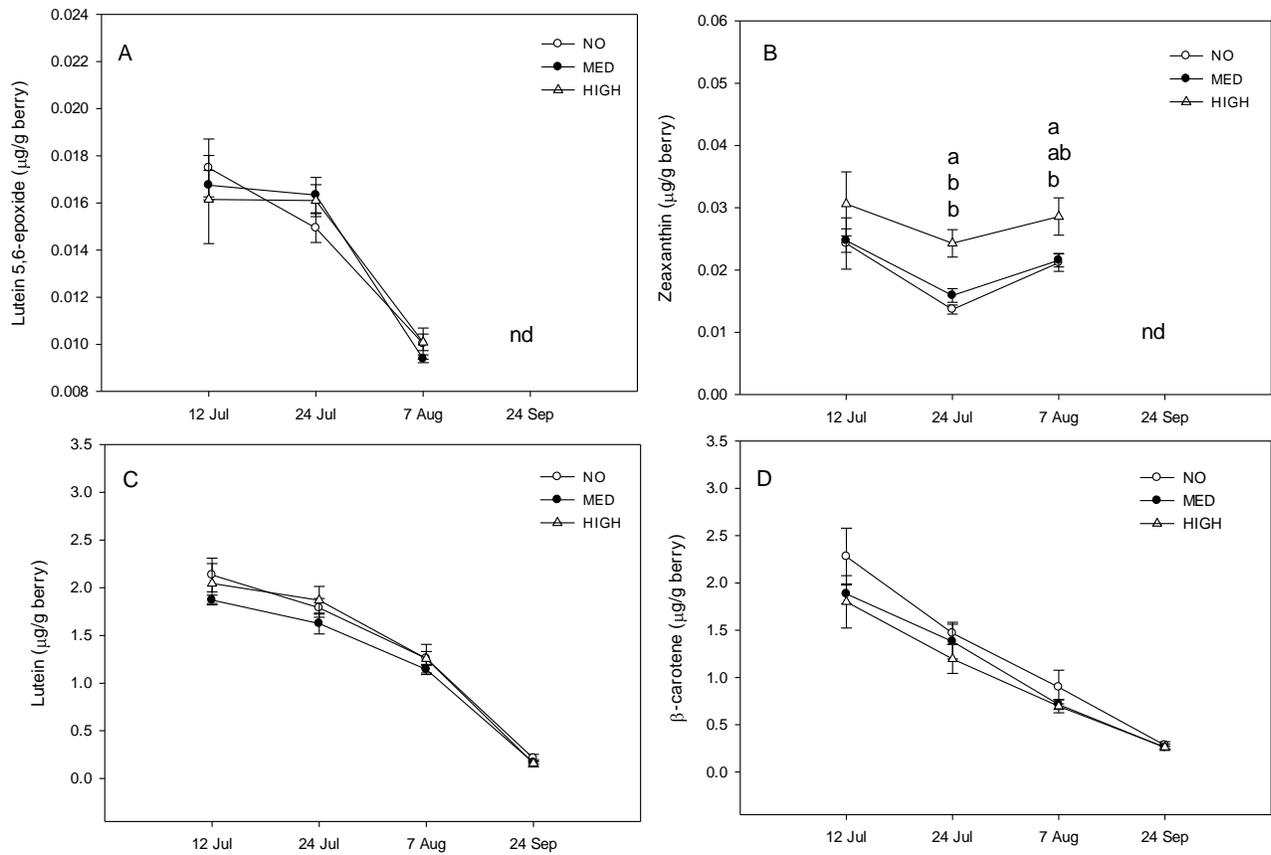 Lutein 5,6-epoxide (μg/g berry)
0.024
0.022
0.020
0.018
0.016
0.014
0.012
0.010
0.008
A
NO
MED
HIGH
nd
12 Jul
24 Jul
7 Aug
24 Sep
Zeaxanthin (μg/g berry)
0.06
0.05
0.04
0.03
0.02
0.01
0.00
B
NO
MED
HIGH
a
b
b
a
ab
b
nd
12 Jul
24 Jul
7 Aug
24 Sep
Lutein (μg/g berry)
3.5
3.0
2.5
2.0
1.5
1.0
0.5
0.0
C
NO
MED
HIGH
12 Jul
24 Jul
7 Aug
24 Sep
β-carotene (μg/g berry)
3.5
3.0
2.5
2.0
1.5
1.0
0.5
0.0
D
NO
MED
HIGH
12 Jul
24 Jul
7 Aug
24 Sep